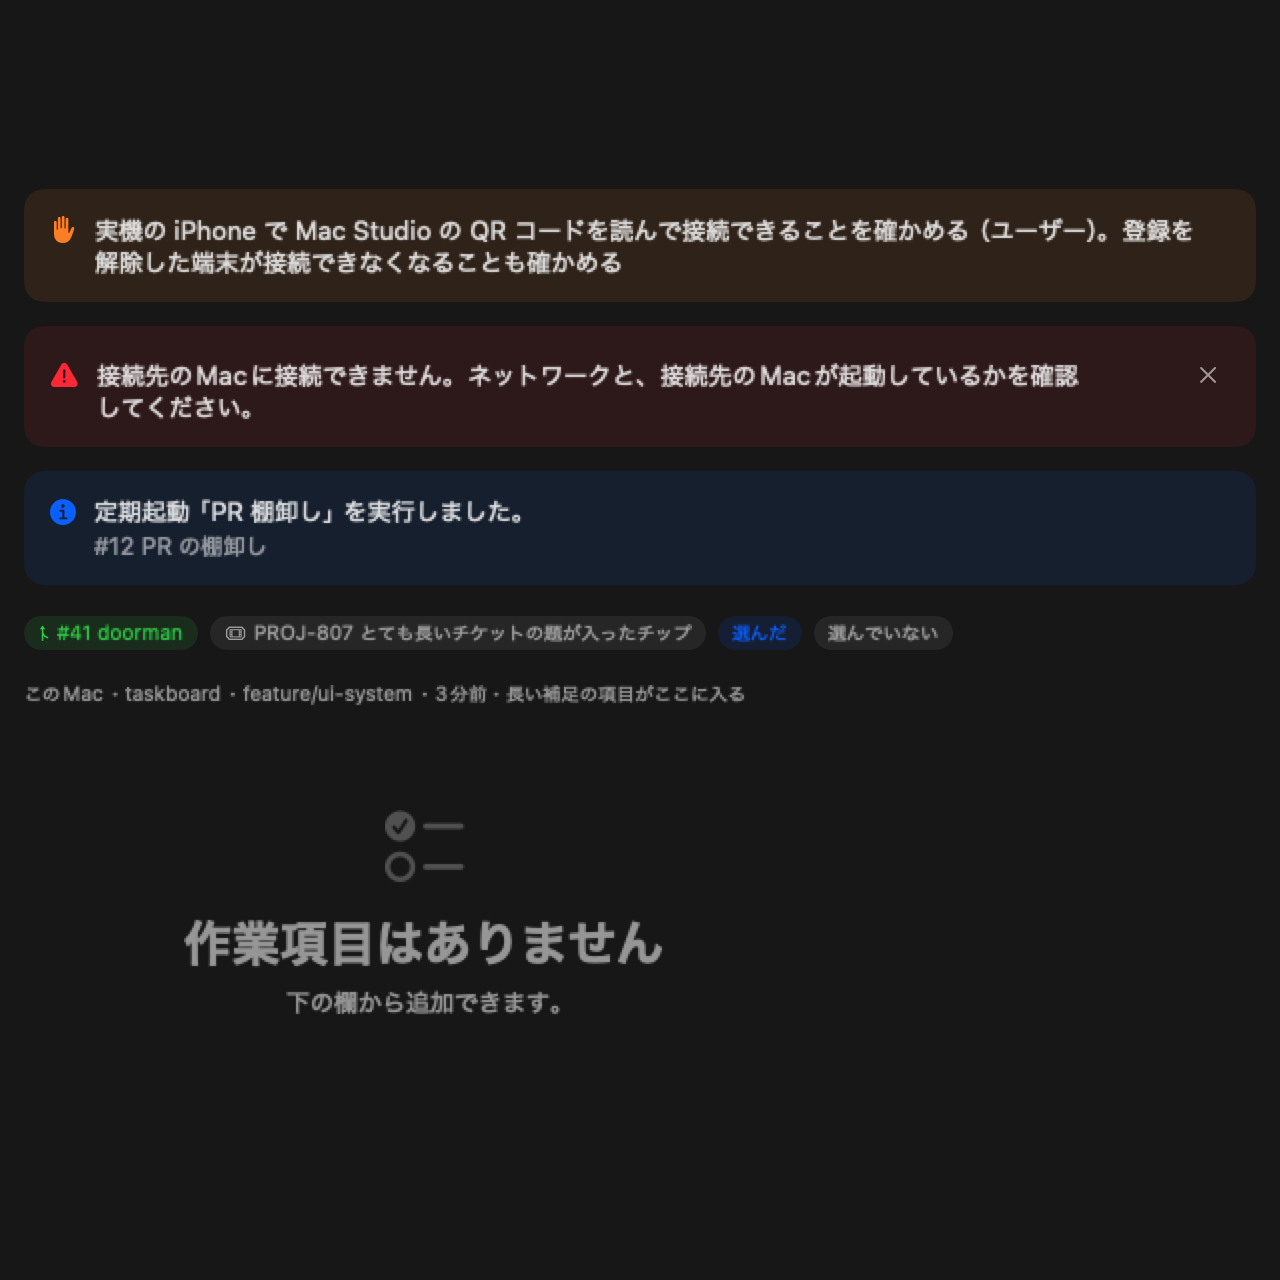 実機の iPhone で Mac Studio の QR コードを読んで接続できることを確かめる（ユーザー）。登録を
解除した端末が接続できなくなることも確かめる
接続先のMacに接続できません。ネットワークと、接続先のMacが起動しているかを確認
してください。
定期起動「PR 棚卸し」を実行しました。
#12 PR の棚卸し
#41 doorman
PROJ-807 とても長いチケットの題が入ったチップ
選んだ
選んでいない
このMac · taskboard · feature/ui-system · 3分前 · 長い補足の項目がここに入る
作業項目はありません
下の欄から追加できます。